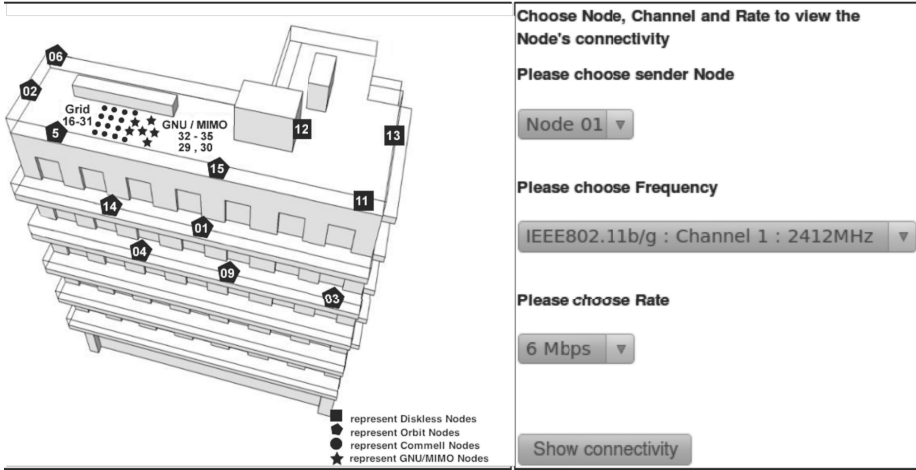 06
02
Grid
16-31
5
GNU / MIMO
32 - 35
29 , 30
12
13
15
11
14
01
04
09
03
represent Diskless Nodes
represent Orbit Nodes
represent Commell Nodes
represent GNU/MIMO Nodes
Choose Node, Channel and Rate to view the
Node's connectivity
Please choose sender Node
Node 01
Please choose Frequency
IEEE802.11b/g : Channel 1 : 2412MHz
Please choose Rate
6 Mbps
Show connectivity